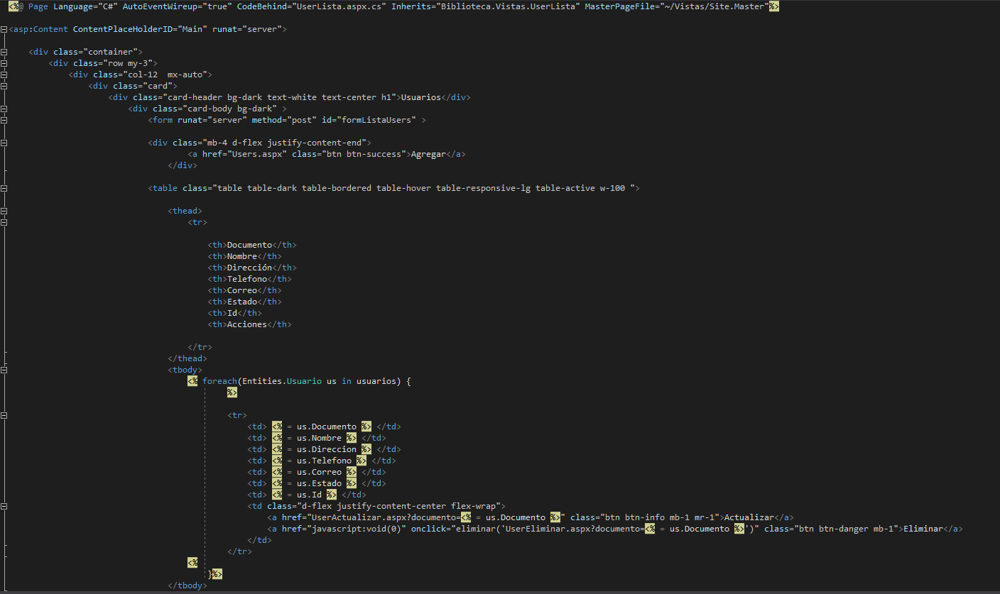 <%@ Page Language="C#" AutoEventWireup="true" CodeBehind="UserLista.aspx.cs" Inherits="Biblioteca.Vistas.UserLista" MasterPageFile="~/Vistas/Site.Master"%>
<asp:Content ContentPlaceHolderID="Main" runat="server">
<div class="container">
<div class="row my-3">
<div class="col-12  mx-auto">
<div class="card">
<div class="card-header bg-dark text-white text-center h1">Usuarios</div>
<div class="card-body bg-dark" >
<form runat="server" method="post" id="formListaUsers" >
<div class="mb-4 d-flex justify-content-end">
<a href="Users.aspx" class="btn btn-success">Agregar</a>
</div>
<table class="table table-dark table-bordered table-hover table-responsive-lg table-active w-100 ">
<thead>
<tr>
<th>Documento</th>
<th>Nombre</th>
<th>Dirección</th>
<th>Telefono</th>
<th>Correo</th>
<th>Estado</th>
<th>Id</th>
<th>Acciones</th>
</tr>
</thead>
<tbody>
<% foreach(Entities.Usuario us in usuarios) {
%>
<tr>
<td> <% = us.Documento %> </td>
<td> <% = us.Nombre %> </td>
<td> <% = us.Direccion %> </td>
<td> <% = us.Telefono %> </td>
<td> <% = us.Correo %> </td>
<td> <% = us.Estado %> </td>
<td> <% = us.Id %> </td>
<td class="d-flex justify-content-center flex-wrap">
<a href="UserActualizar.aspx?documento=<% = us.Documento %>" class="btn btn-info mb-1 mr-1">Actualizar</a>
<a href="javascript:void(0)" onclick="eliminar('UserEliminar.aspx?documento=<% = us.Documento %>')" class="btn btn-danger mb-1">Eliminar</a>
</td>
</tr>
<%
}%>
</tbody>